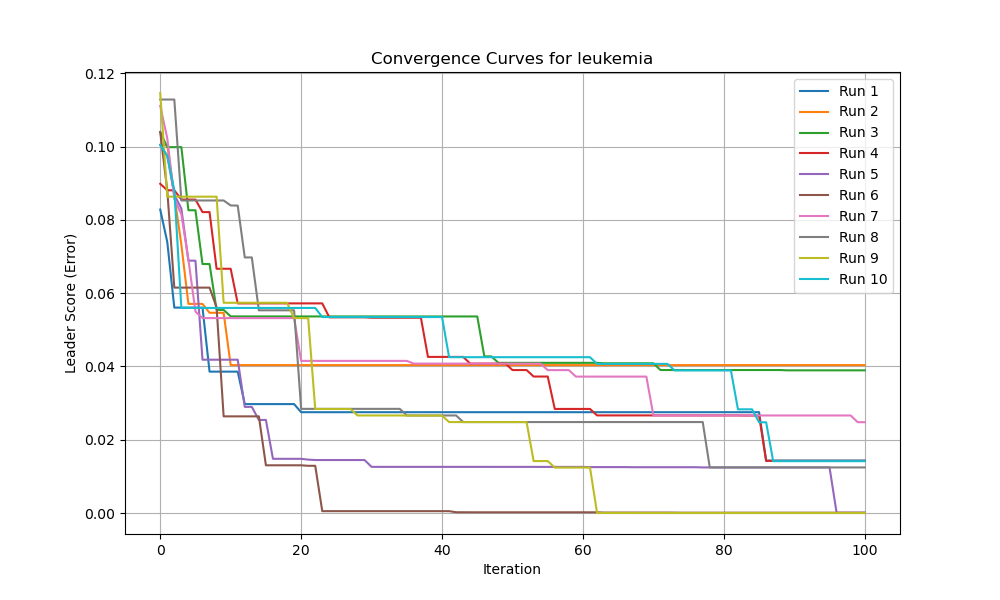 Convergence Curves for leukemia
Leader Score (Error)
0.12
0.10
0.08
0.06
0.04
0.02
0.00
0 20 40 60 80 100
Iteration
Run 1
Run 2
Run 3
Run 4
Run 5
Run 6
Run 7
Run 8
Run 9
Run 10